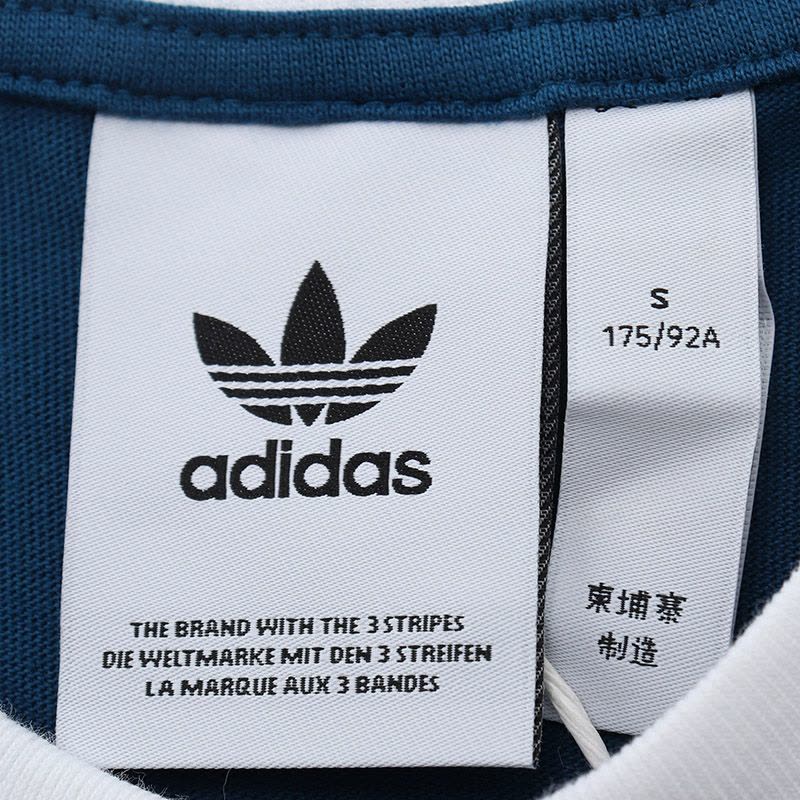 adidas
THE BRAND WITH THE 3 STRIPES
DIE WELTMARKE MIT DEN 3 STREIFEN
LA MARQUE AUX 3 BANDES
S
175/92A
柬埔寨
制造